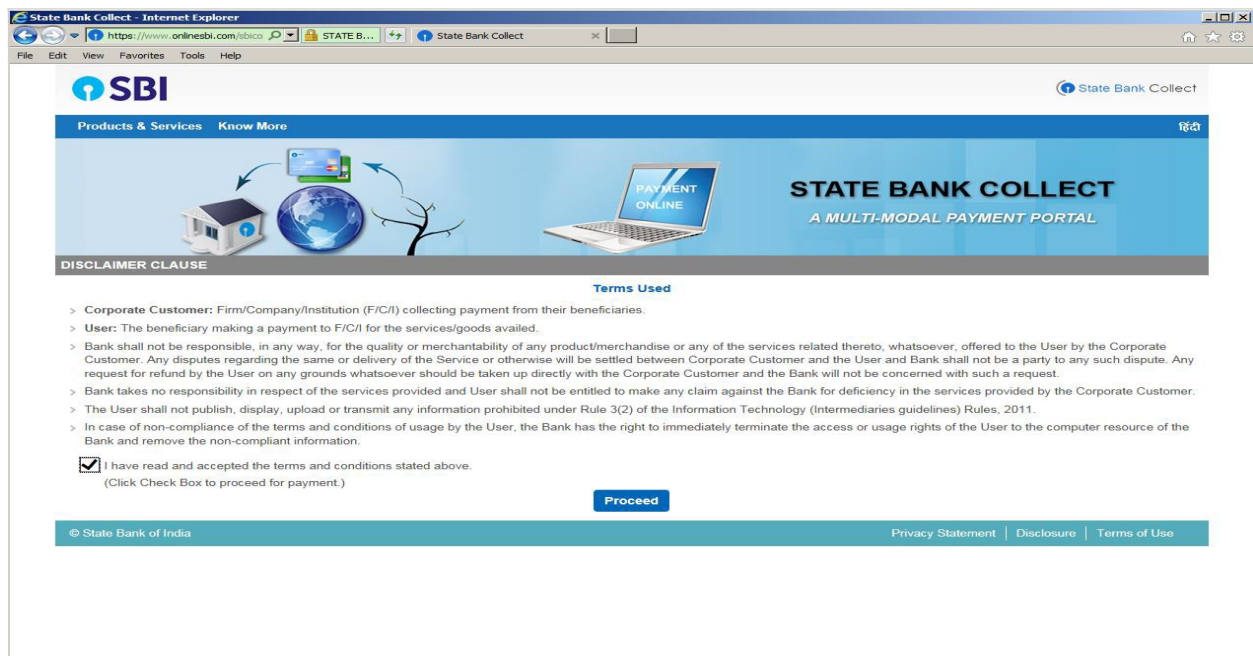 State Bank Collect - Internet Explorer
https://www.onlinesbi.com/sbico STATE B... State Bank Collect
File Edit View Favorites Tools Help
SBI
State Bank Collect
Products & Services Know More
हिंदी
PAYMENT
ONLINE
STATE BANK COLLECT
A MULTI-MODAL PAYMENT PORTAL
DISCLAIMER CLAUSE
Terms Used
> Corporate Customer: Firm/Company/Institution (F/C/I) collecting payment from their beneficiaries.
> User: The beneficiary making a payment to F/C/I for the services/goods availed.
> Bank shall not be responsible, in any way, for the quality or merchantability of any product/merchandise or any of the services related thereto, whatsoever, offered to the User by the Corporate
Customer. Any disputes regarding the same or delivery of the Service or otherwise will be settled between Corporate Customer and the User and Bank shall not be a party to any such dispute. Any
request for refund by the User on any grounds whatsoever should be taken up directly with the Corporate Customer and the Bank will not be concerned with such a request.
> Bank takes no responsibility in respect of the services provided and User shall not be entitled to make any claim against the Bank for deficiency in the services provided by the Corporate Customer.
> The User shall not publish, display, upload or transmit any information prohibited under Rule 3(2) of the Information Technology (Intermediaries guidelines) Rules, 2011.
> In case of non-compliance of the terms and conditions of usage by the User, the Bank has the right to immediately terminate the access or usage rights of the User to the computer resource of the
Bank and remove the non-compliant information.
I have read and accepted the terms and conditions stated above.
(Click Check Box to proceed for payment.)
Proceed
© State Bank of India
Privacy Statement | Disclosure | Terms of Use